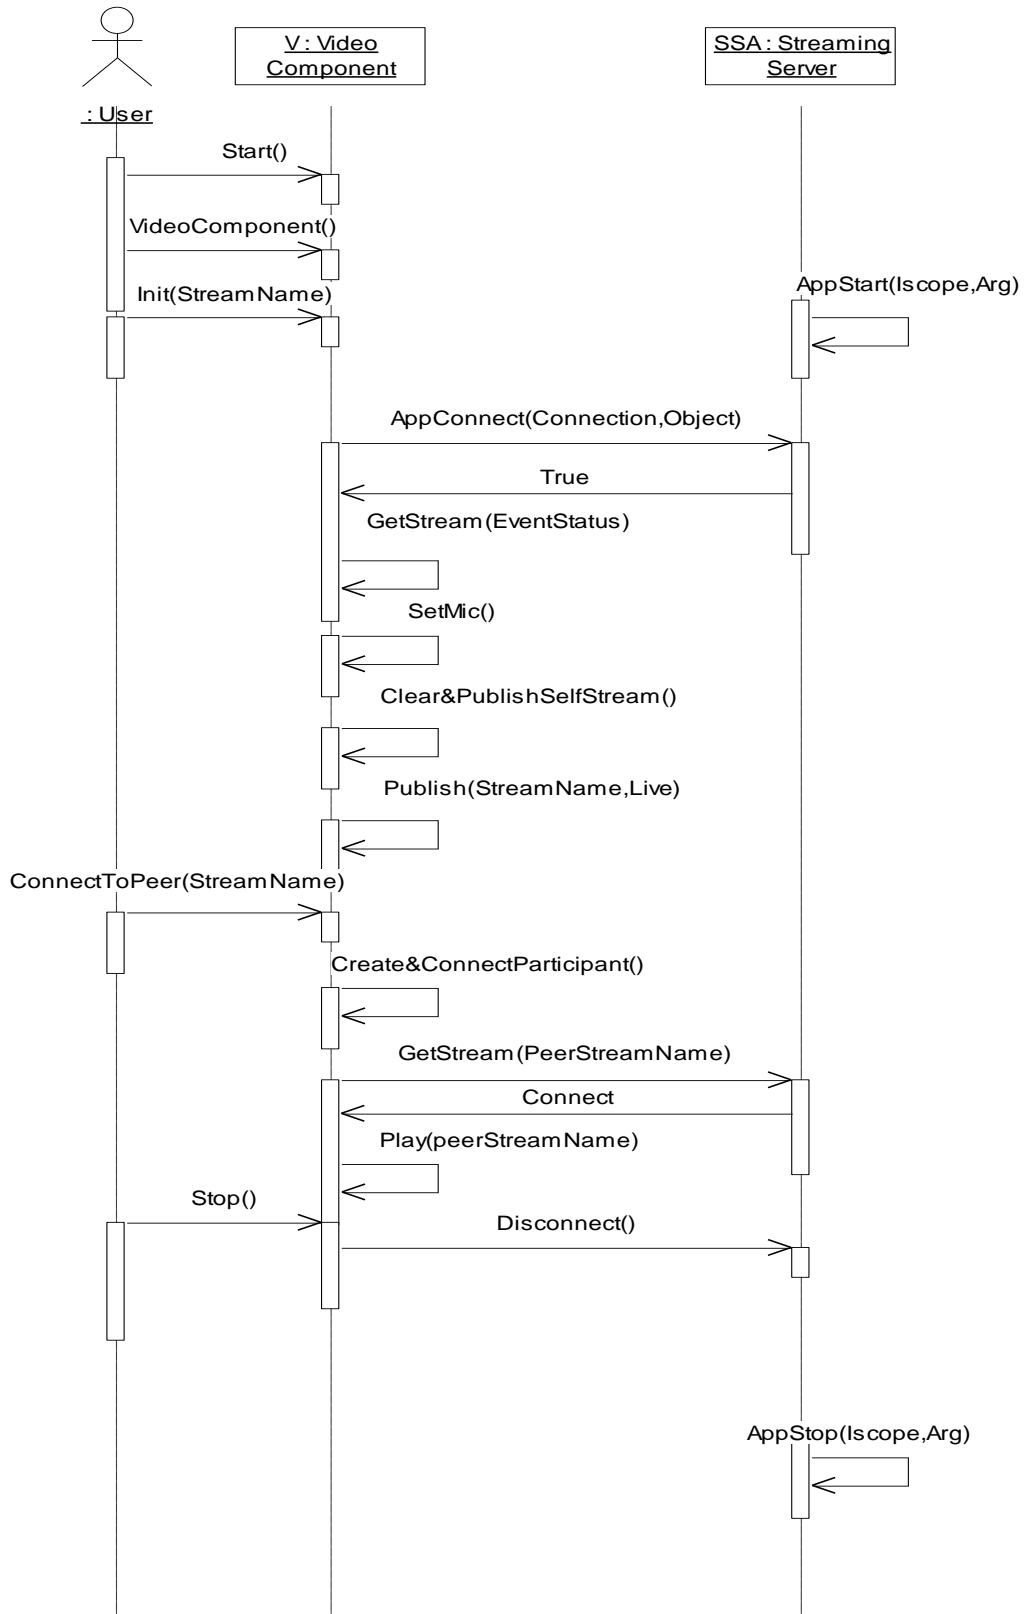 V : Video
Component
SSA : Streaming
Server
: User
Start()
VideoComponent()
AppStart(Iscope,Arg)
Init(StreamName)
AppConnect(Connection,Object)
True
GetStream(EventStatus)
SetMic()
Clear&PublishSelfStream()
Publish(StreamName,Live)
ConnectToPeer(StreamName)
Create&ConnectParticipant()
GetStream(PeerStreamName)
Connect
Play(peerStreamName)
Stop()
Disconnect()
AppStop(Iscope,Arg)